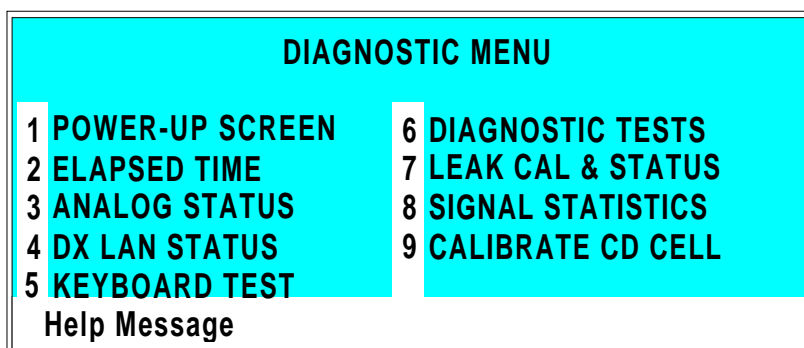 DIAGNOSTIC MENU
1 POWER-UP SCREEN
2 ELAPSED TIME
3 ANALOG STATUS
4 DX LAN STATUS
5 KEYBOARD TEST
6 DIAGNOSTIC TESTS
7 LEAK CAL & STATUS
8 SIGNAL STATISTICS
9 CALIBRATE CD CELL
Help Message